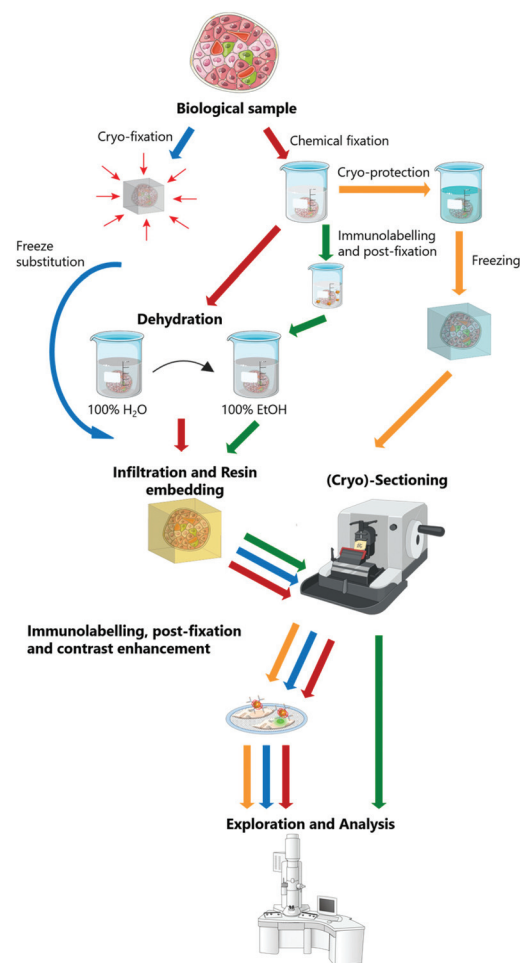 Biological sample
Cryo-fixation
Chemical fixation
Cryo-protection
Immunolabelling
and post-fixation
Freeze
substitution
Freezing
Dehydration
100% H₂O
100% EtOH
Infiltration and Resin
embedding
(Cryo)-Sectioning
Immunolabelling, post-fixation
and contrast enhancement
Exploration and Analysis